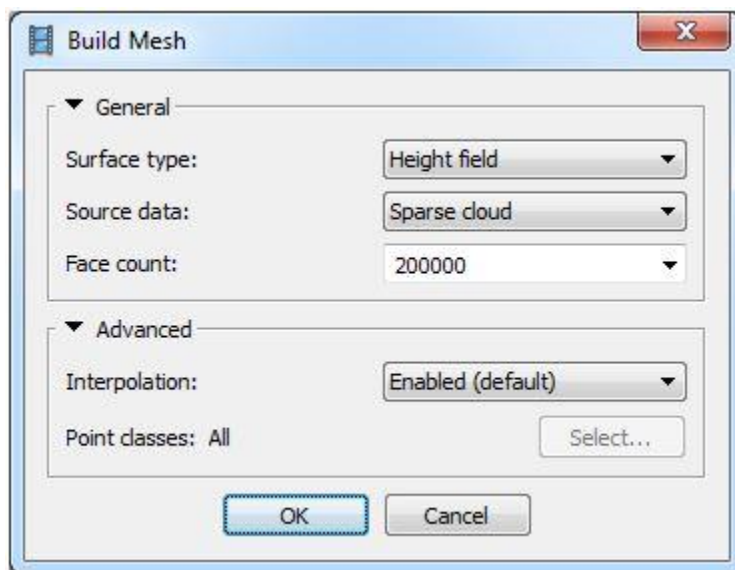 Build Mesh
General
Surface type: Height field
Source data: Sparse cloud
Face count: 200000
Advanced
Interpolation: Enabled (default)
Point classes: All Select...
OK Cancel